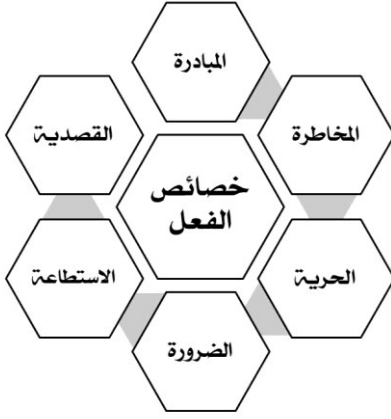 المبادرة
المخاطرة
القصدية
خصائص
الفعل
الحرية
الاستطاعة
الضرورة